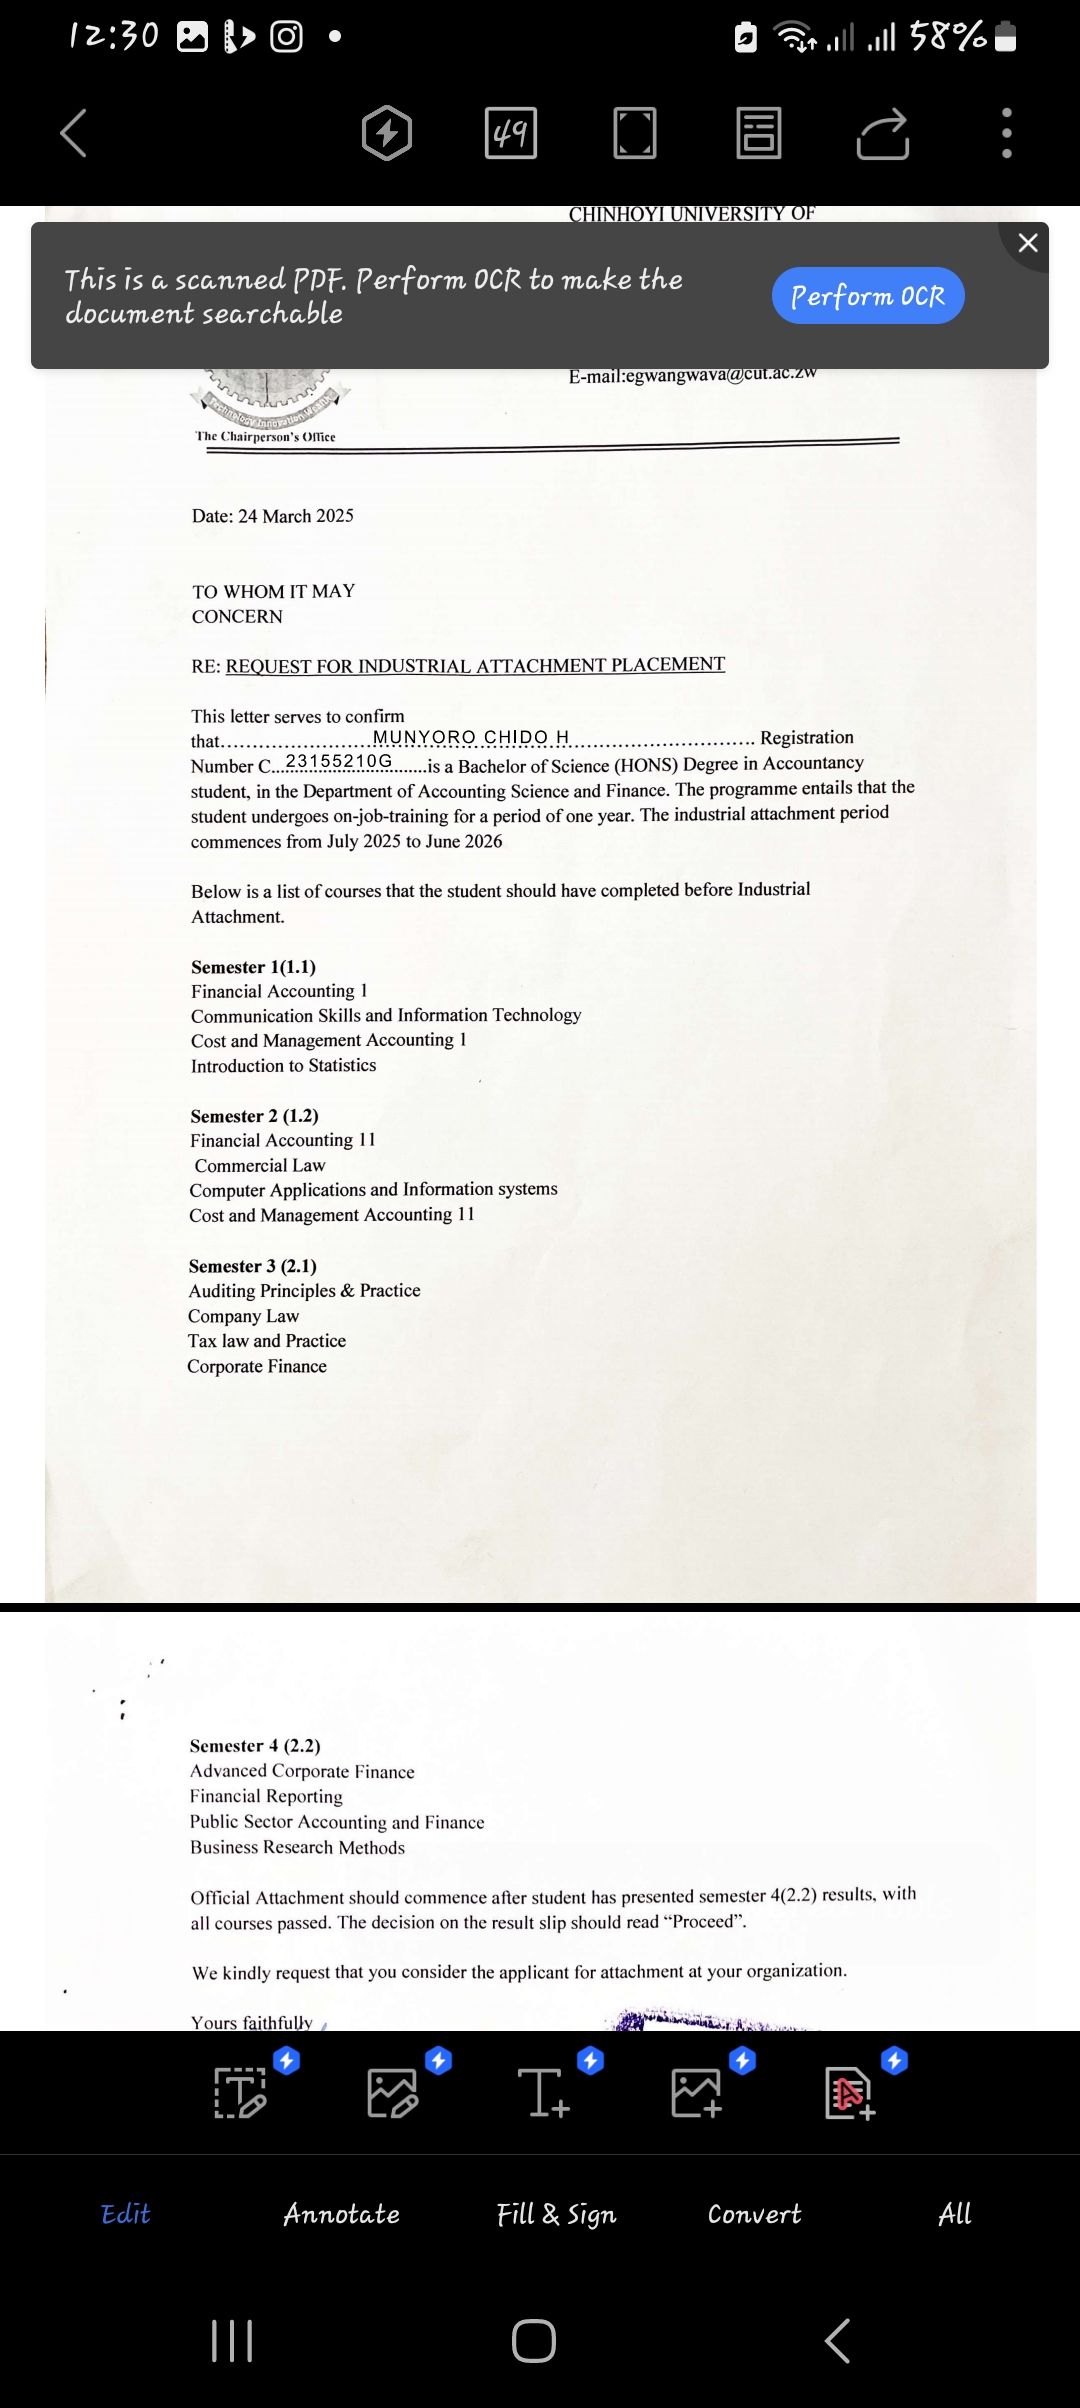 12:30
58%
49
CHINHOYI UNIVERSITY OF
This is a scanned PDF. Perform OCR to make the
document searchable
Perform OCR
E-mail:egwangwava@cut.ac.zw
Technology Innovation
The Chairperson's Office
Date: 24 March 2025
TO WHOM IT MAY
CONCERN
RE: REQUEST FOR INDUSTRIAL ATTACHMENT PLACEMENT
This letter serves to confirm
that.......................MUNYORO CHIDO H............................ Registration
Number C...23155210G......is a Bachelor of Science (HONS) Degree in Accountancy
student, in the Department of Accounting Science and Finance. The programme entails that the
student undergoes on-job-training for a period of one year. The industrial attachment period
commences from July 2025 to June 2026
Below is a list of courses that the student should have completed before Industrial
Attachment.
Semester 1(1.1)
Financial Accounting 1
Communication Skills and Information Technology
Cost and Management Accounting 1
Introduction to Statistics
Semester 2 (1.2)
Financial Accounting 11
Commercial Law
Computer Applications and Information systems
Cost and Management Accounting 11
Semester 3 (2.1)
Auditing Principles & Practice
Company Law
Tax law and Practice
Corporate Finance
Semester 4 (2.2)
Advanced Corporate Finance
Financial Reporting
Public Sector Accounting and Finance
Business Research Methods
Official Attachment should commence after student has presented semester 4(2.2) results, with
all courses passed. The decision on the result slip should read “Proceed”.
We kindly request that you consider the applicant for attachment at your organization.
Yours faithfully
Edit
Annotate
Fill & Sign
Convert
All